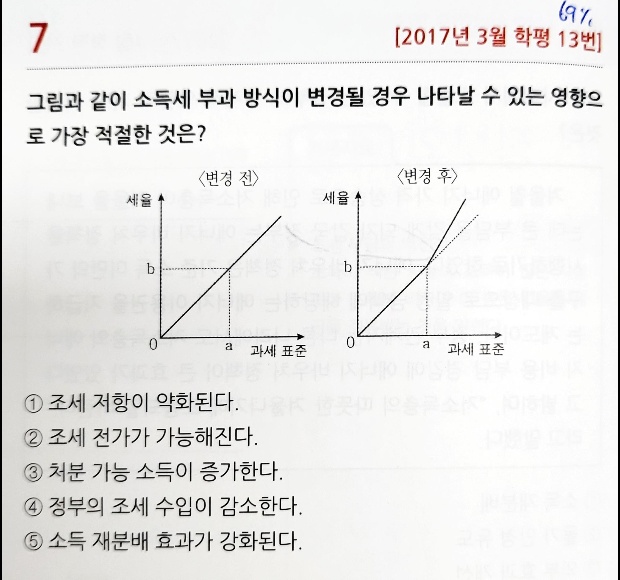 69%
7
[2017년 3월 학평 13번]
그림과 같이 소득세 부과 방식이 변경될 경우 나타날 수 있는 영향으
로 가장 적절한 것은?
〈변경 전〉
세율
b
0
a
과세 표준
〈변경 후〉
세율
b
0
a
과세 표준
① 조세 저항이 약화된다.
② 조세 전가가 가능해진다.
③ 처분 가능 소득이 증가한다.
④ 정부의 조세 수입이 감소한다.
⑤ 소득 재분배 효과가 강화된다.